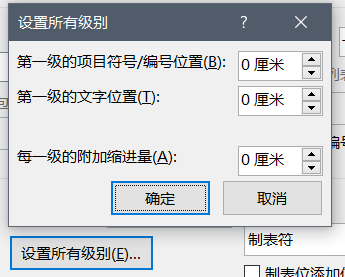 设置所有级别
第一级的项目符号/编号位置(B): 0 厘米
第一级的文字位置(T): 0 厘米
每一级的附加缩进量(A): 0 厘米
确定 取消
设置所有级别(E)...
制表符
制表位添加位